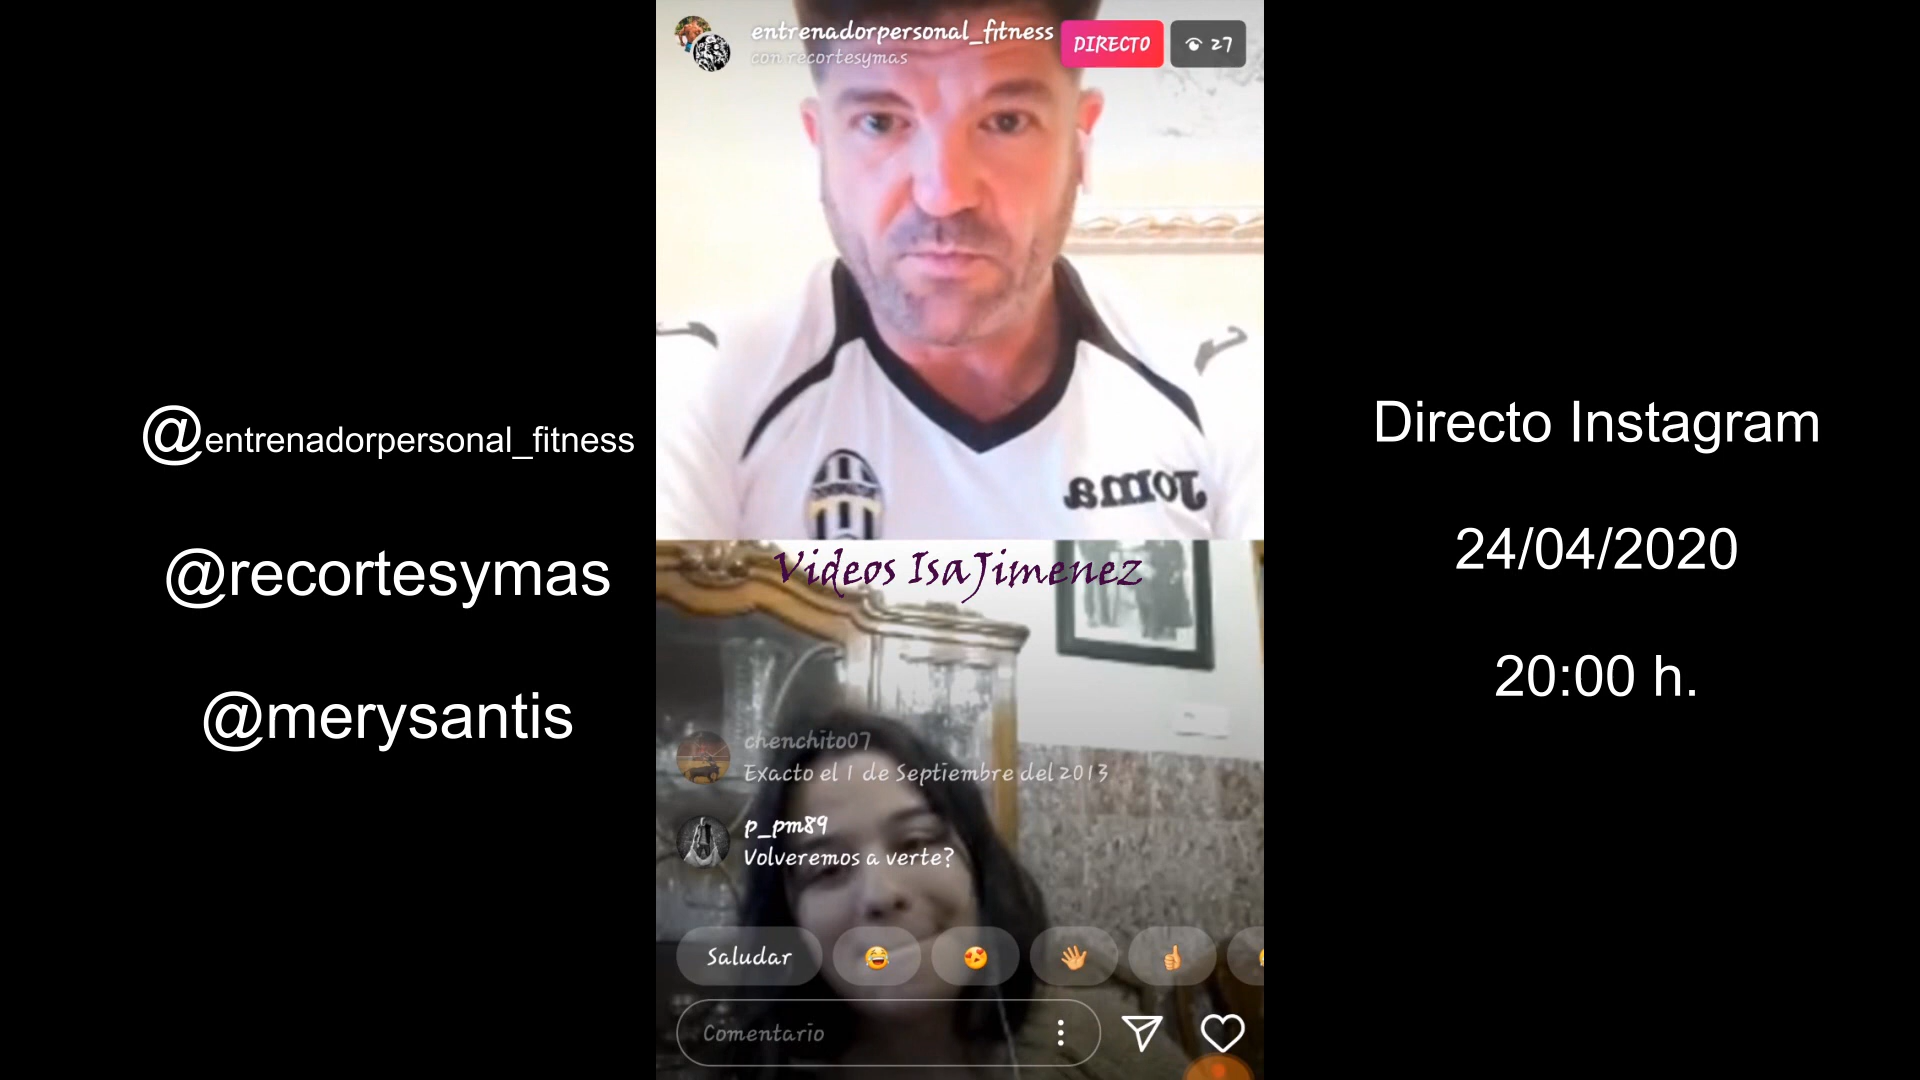 entrenadorpersonal_fitness
con recortesymas
DIRECTO
27
@entrenadorpersonal_fitness
@recortesymas
@merysantis
Joma
Videos IsaJimenez
chenchito07
Exacto el 1 de Septiembre del 2013
p_pm89
Volveremos a verte?
Saludar
Comentario
Directo Instagram
24/04/2020
20:00 h.